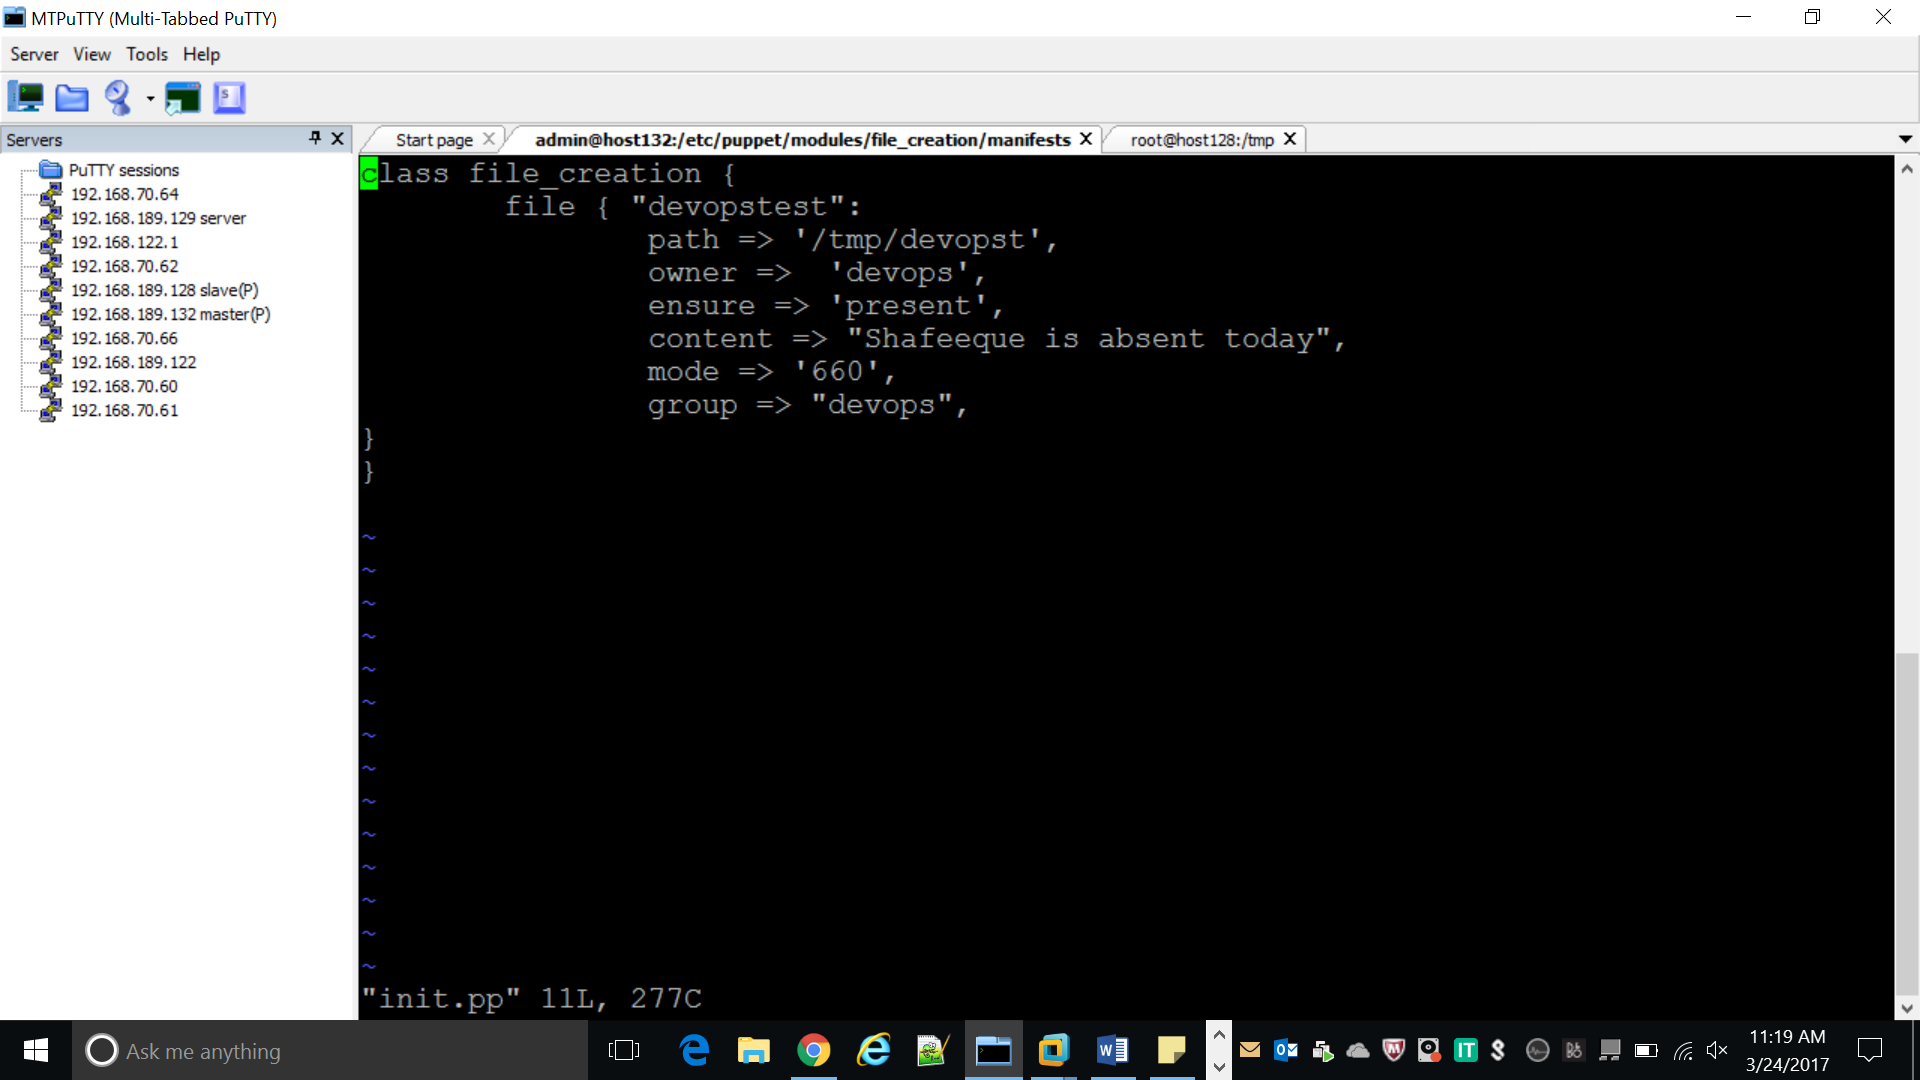 MTPuTTY (Multi-Tabbed PuTTY)
Server View Tools Help
Servers
Start page
admin@host132:/etc/puppet/modules/file_creation/manifests
root@host128:/tmp
PuTTY sessions
192.168.70.64
192.168.189.129 server
192.168.122.1
192.168.70.62
192.168.189.128 slave(P)
192.168.189.132 master(P)
192.168.70.66
192.168.189.122
192.168.70.60
192.168.70.61
class file_creation {
file { "devopstest":
path => '/tmp/devopst',
owner =>  'devops',
ensure => 'present',
content => "Shafeeque is absent today",
mode => '660',
group => "devops",
}
}
~
~
~
~
~
~
~
~
~
~
~
~
~
~
"init.pp" 11L, 277C
Ask me anything
11:19 AM
3/24/2017